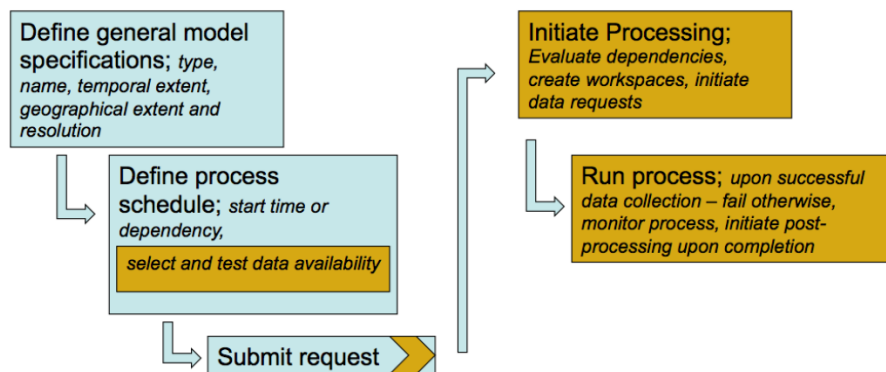 Define general model
specifications; type,
name, temporal extent,
geographical extent and
resolution
Define process
schedule; start time or
dependency,
select and test data availability
Submit request
Initiate Processing;
Evaluate dependencies,
create workspaces, initiate
data requests
Run process; upon successful
data collection – fail otherwise,
monitor process, initiate post-
processing upon completion